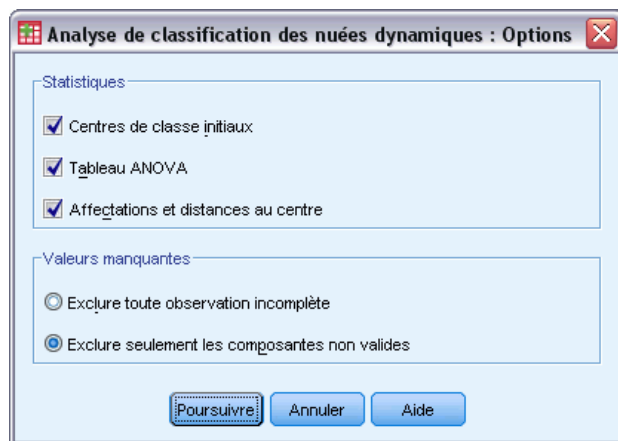 Analyse de classification des nuées dynamiques : Options
Statistiques
Centres de classe initiaux
Tableau ANOVA
Affectations et distances au centre
Valeurs manquantes
Exclure toute observation incomplète
Exclure seulement les composantes non valides
Poursuivre Annuler Aide